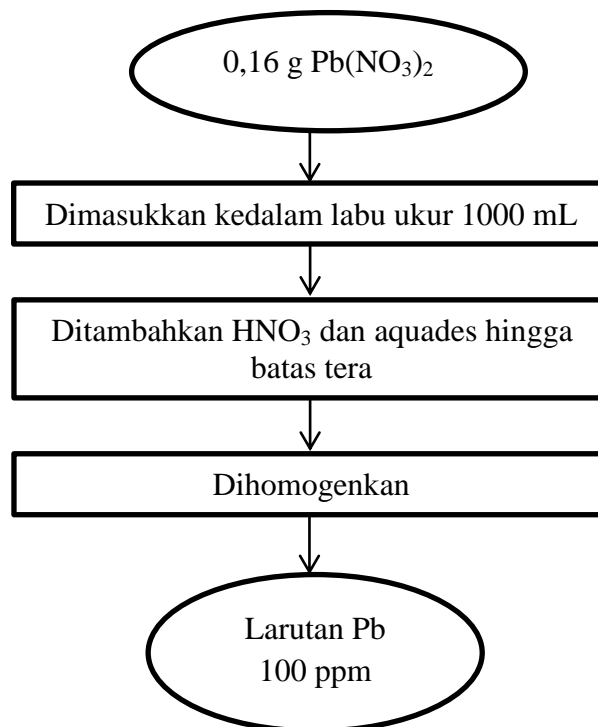 0,16 g Pb(NO₃)₂
Dimasukkan kedalam labu ukur 1000 mL
Ditambahkan HNO₃ dan aquades hingga
batas tera
Dihomogenkan
Larutan Pb
100 ppm